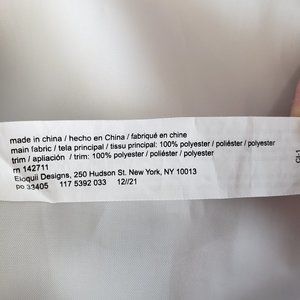 made in china / hecho en China / fabriqué en chine
main fabric / tela principal / tissu principal: 100% polyester / poliéster / polyester
trim / apliación / trim: 100% polyester / poliéster / polyester
rn 142711
Eloquii Designs, 250 Hudson St. New York, NY 10013
po 33405 117 5392 033 12//21